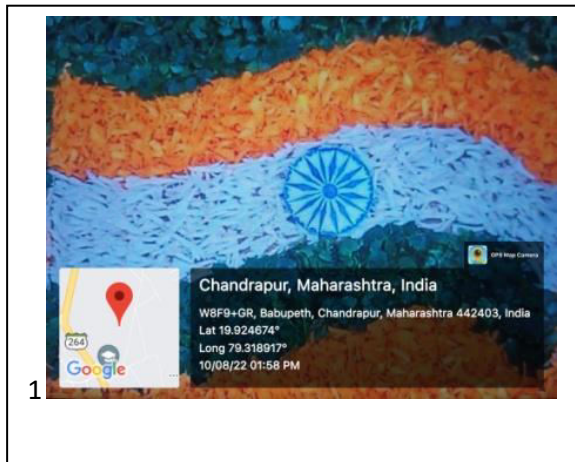 GPS Map Camera
Chandrapur, Maharashtra, India
W8F9+GR, Babupeth, Chandrapur, Maharashtra 442403, India
Lat 19.924674°
Long 79.318917°
264
Google
10/08/22 01:58 PM
1